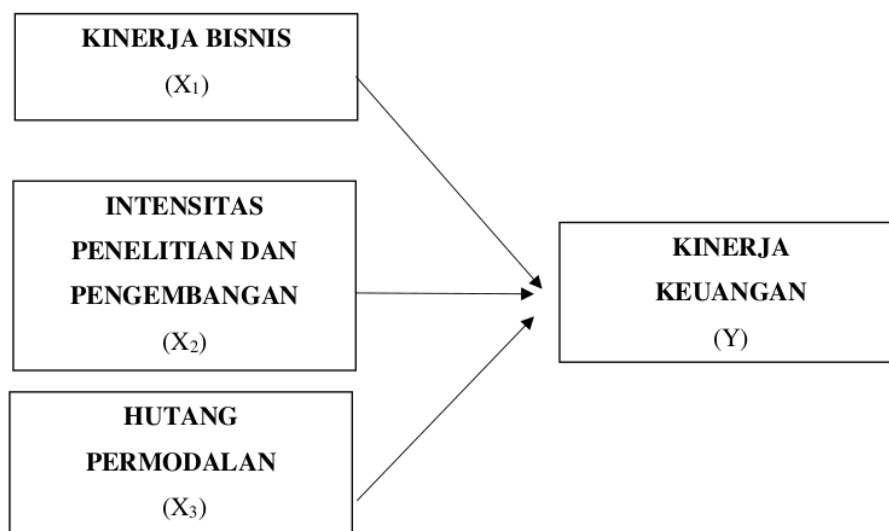 KINERJA BISNIS
(X₁)
INTENSITAS
PENELITIAN DAN
PENGEMBANGAN
(X₂)
HUTANG
PERMODALAN
(X₃)
KINERJA
KEUANGAN
(Y)